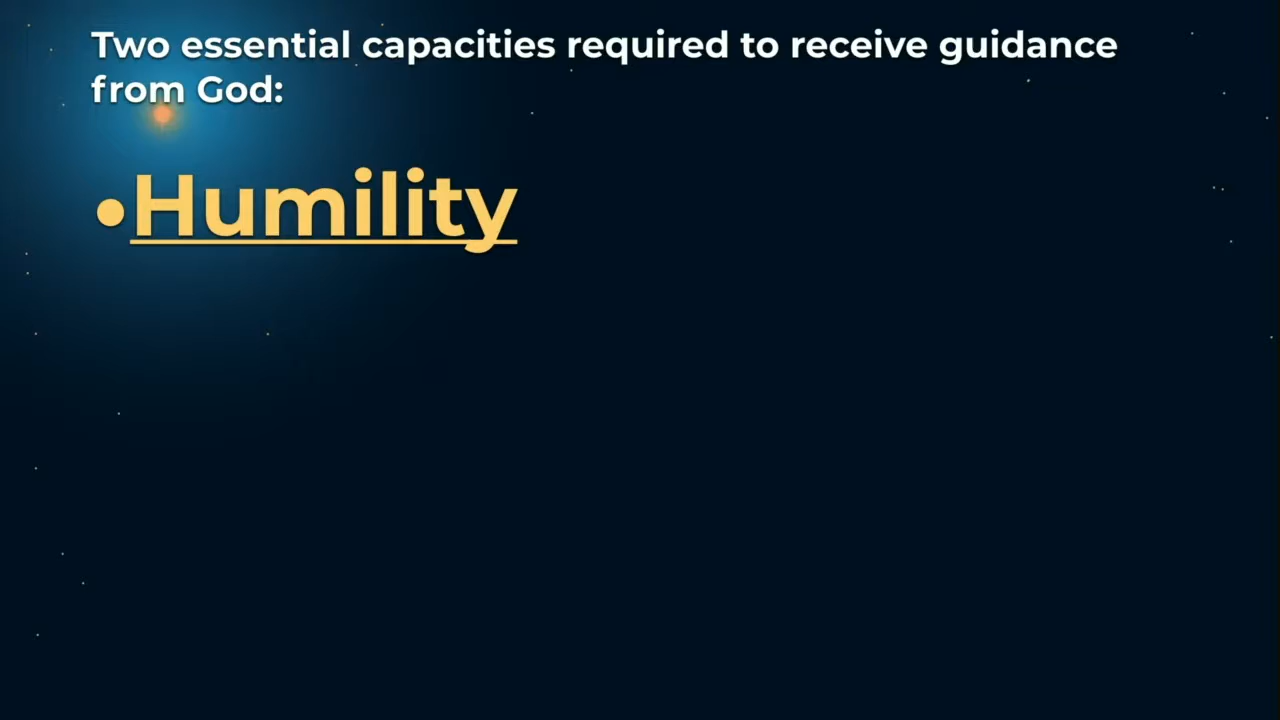 Two essential capacities required to receive guidance
from God:
•Humility